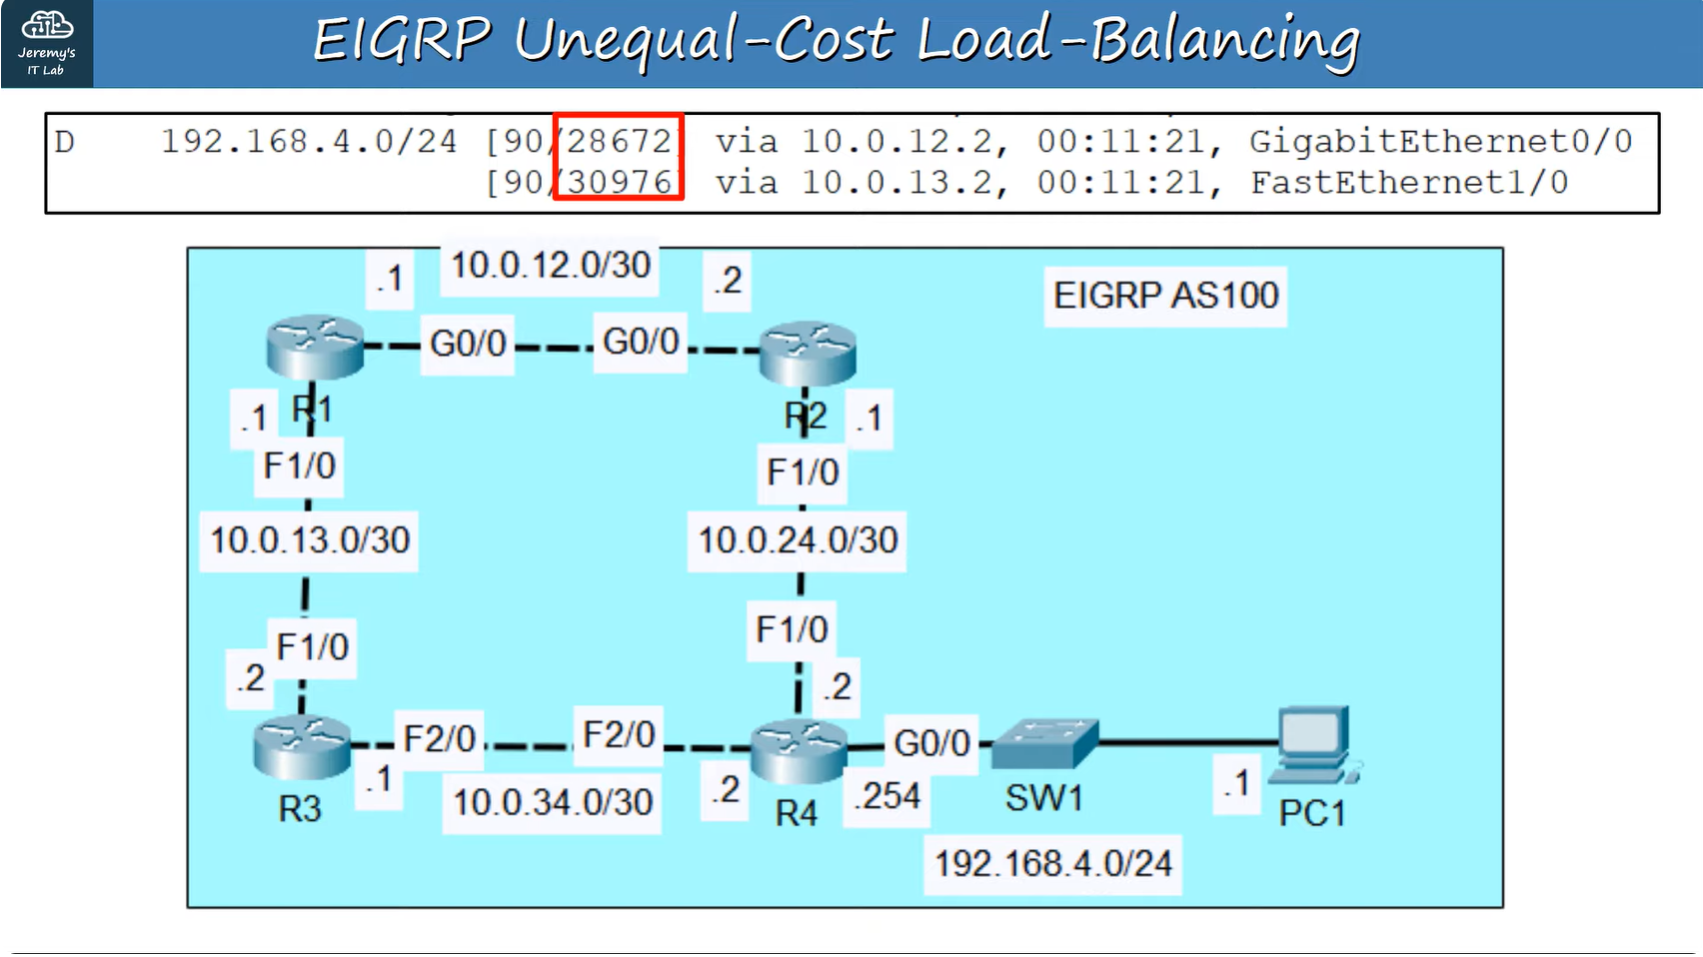 Jeremy's
IT Lab
EIGRP Unequal-Cost Load-Balancing
D 192.168.4.0/24 [90/28672] via 10.0.12.2, 00:11:21, GigabitEthernet0/0
[90/30976] via 10.0.13.2, 00:11:21, FastEthernet1/0
.1
10.0.12.0/30
.2
EIGRP AS100
G0/0
G0/0
.1
R1
R2
.1
F1/0
F1/0
10.0.13.0/30
10.0.24.0/30
F1/0
F1/0
.2
.2
F2/0
F2/0
G0/0
.1
.2
.254
.1
R3
10.0.34.0/30
R4
SW1
PC1
192.168.4.0/24